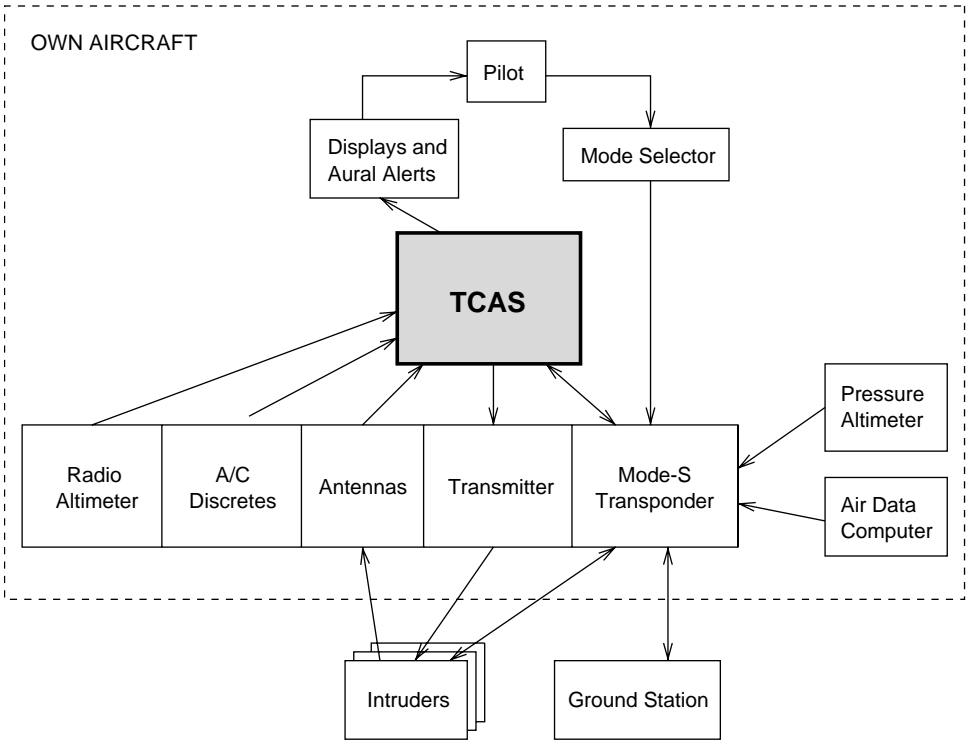 OWN AIRCRAFT
Pilot
Displays and
Aural Alerts
Mode Selector
TCAS
Pressure
Altimeter
Radio
Altimeter
A/C
Discretes
Antennas
Transmitter
Mode-S
Transponder
Air Data
Computer
Intruders
Ground Station